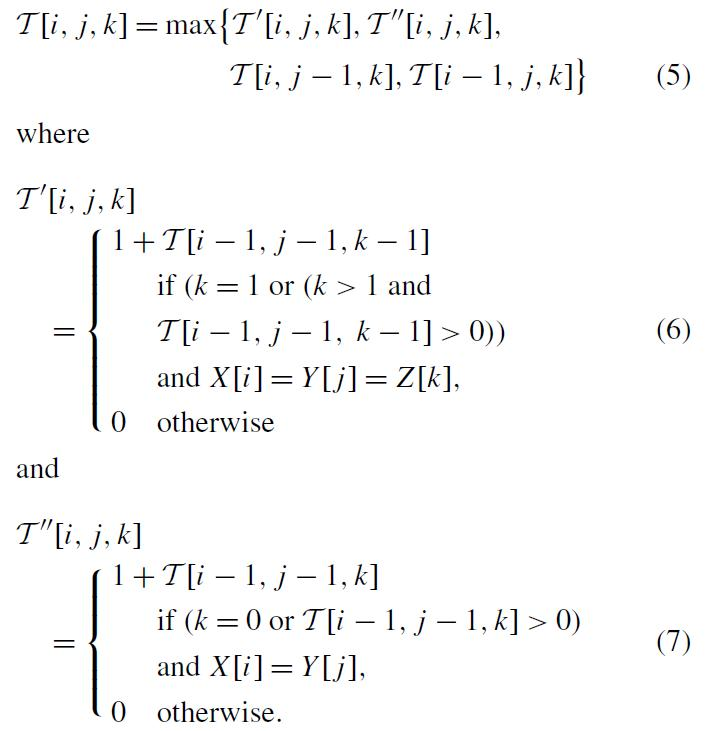 𝒯[i, j, k] = max{𝒯′[i, j, k], 𝒯″[i, j, k],
𝒯[i, j − 1, k], 𝒯[i − 1, j, k]} (5)
where
𝒯′[i, j, k]
1 + 𝒯[i − 1, j − 1, k − 1]
if (k = 1 or (k > 1 and
= { 𝒯[i − 1, j − 1, k − 1] > 0)) (6)
and X[i] = Y[j] = Z[k],
0 otherwise
and
𝒯″[i, j, k]
1 + 𝒯[i − 1, j − 1, k]
if (k = 0 or 𝒯[i − 1, j − 1, k] > 0)
= { and X[i] = Y[j], (7)
0 otherwise.